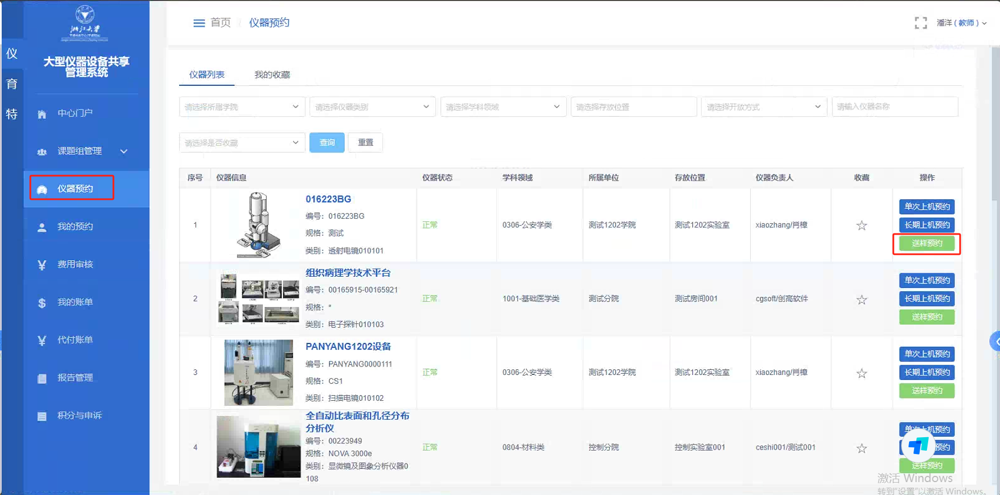 首页 / 仪器预约
潘洋 ( 教师 )
浙江大学
大型仪器设备共享
管理系统
仪
育
特
中心门户
课题组管理
仪器预约
我的预约
费用审核
我的账单
代付账单
报告管理
积分与申诉
仪器列表 我的收藏
请选择所属学院 请选择仪器类别 请选择学科领域 请选择存放位置 请选择开放方式 请输入仪器名称
请选择是否收藏 查询 重置
序号 仪器信息 仪器状态 学科领域 所属单位 存放位置 仪器负责人 收藏 操作
016223BG
编号：016223BG
规格：测试
类别：透射电镜010101
1 正常 0306-公安学类 测试1202学院 测试1202实验室 xiaozhang/肖樟
单次上机预约
长期上机预约
送样预约
组织病理学技术平台
编号：00165915-00165921
规格：*
类别：电子探针010103
2 正常 1001-基础医学类 测试分院 测试房间001 cgsoft/创高软件
单次上机预约
长期上机预约
送样预约
PANYANG1202设备
编号：PANYANG0000111
规格：CS1
类别：扫描电镜010102
3 正常 0306-公安学类 测试1202学院 测试1202实验室 xiaozhang/肖樟
单次上机预约
长期上机预约
送样预约
全自动比表面和孔径分布
分析仪
编号：00223949
规格：NOVA 3000e
类别：显微镜及图象分析仪器0
108
4 正常 0804-材料类 控制分院 控制实验室001 ceshi001/测试001
单次上机预约
预约
送样预约
激活 Windows
转到"设置"以激活 Windows。